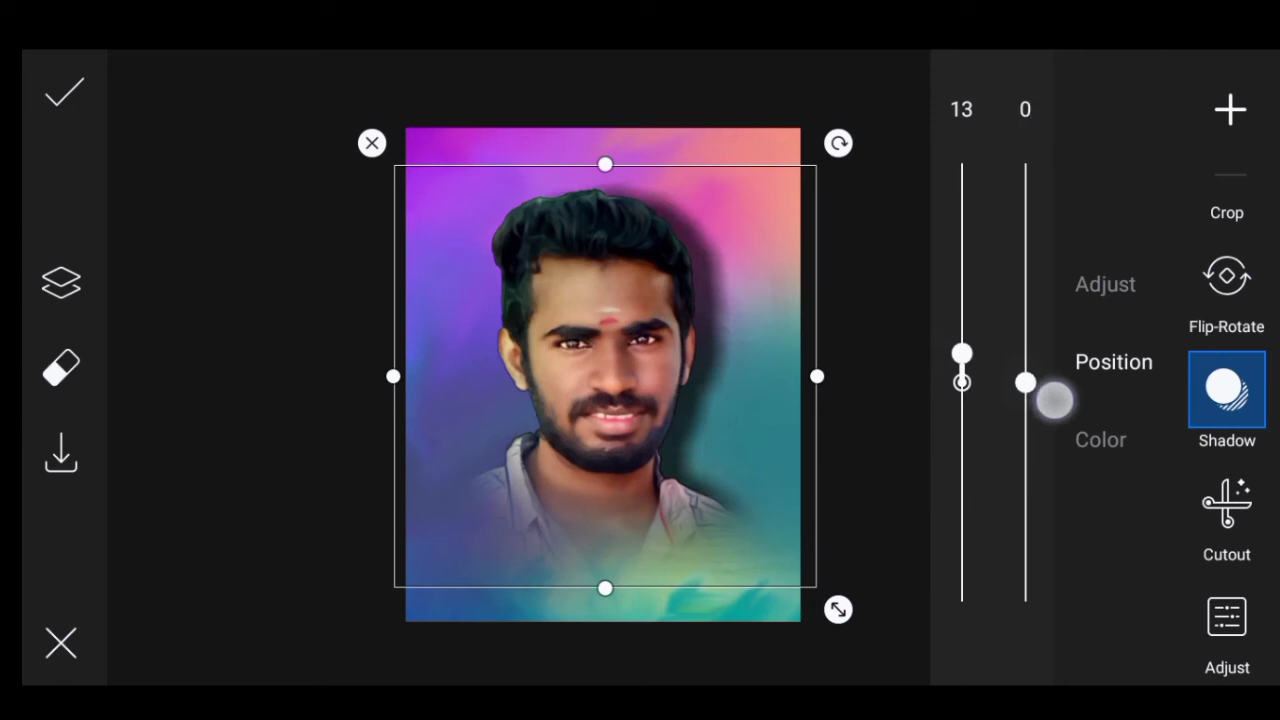 13 0
Crop
Adjust
Flip-Rotate
Position
Color
Shadow
Cutout
Adjust